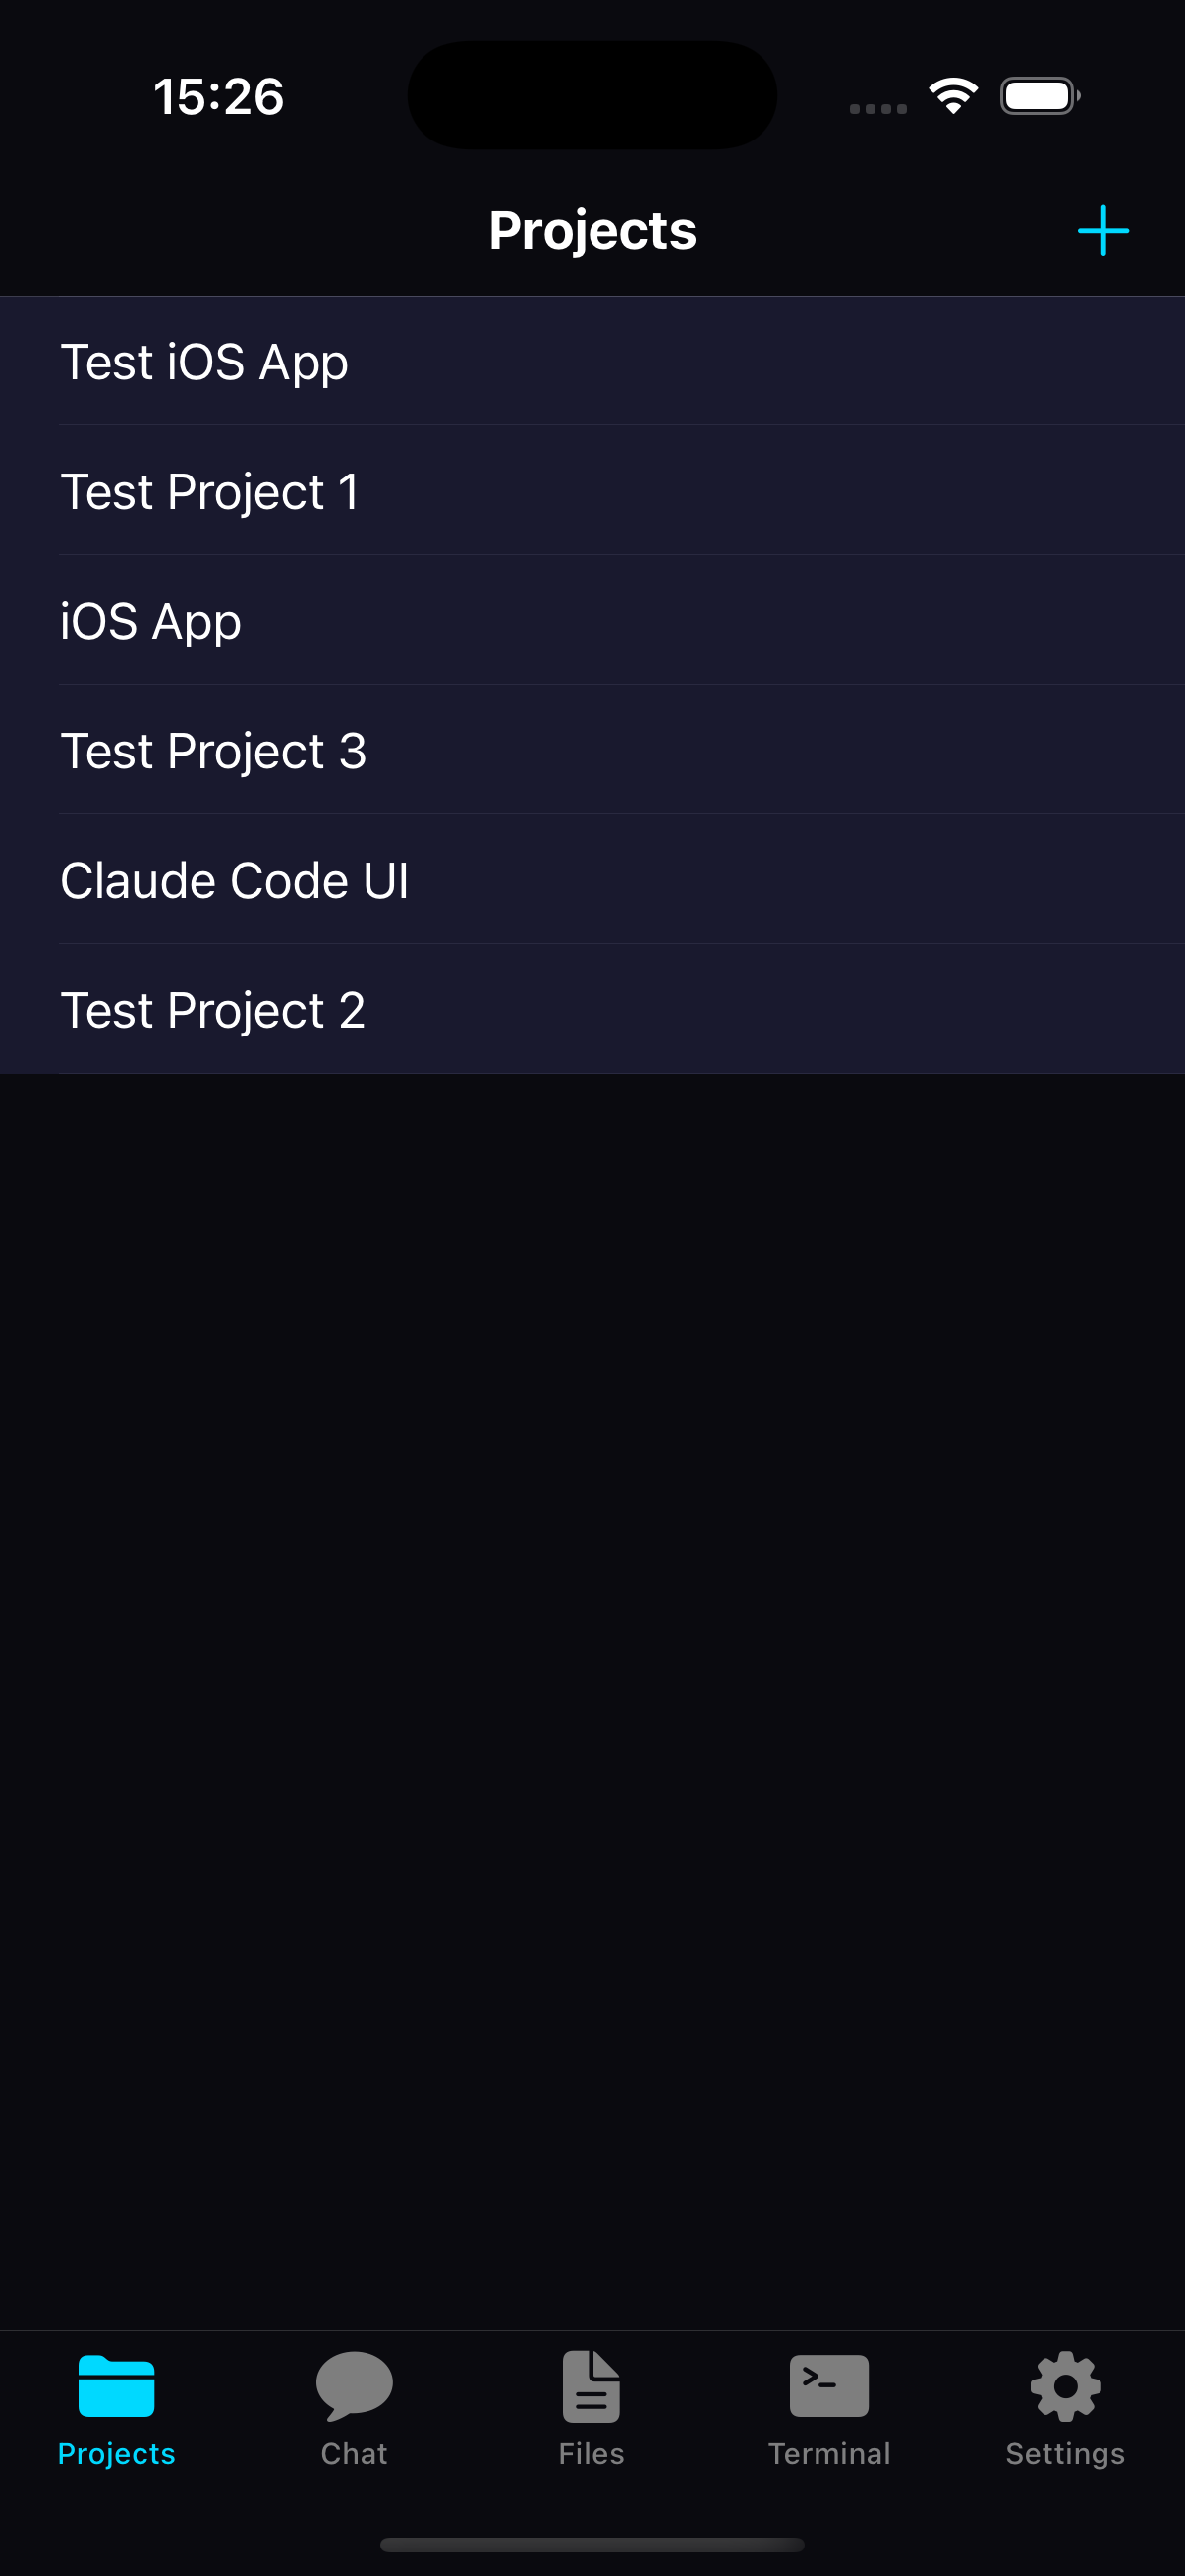 15:26
Projects
Test iOS App
Test Project 1
iOS App
Test Project 3
Claude Code UI
Test Project 2
Projects
Chat
Files
Terminal
Settings